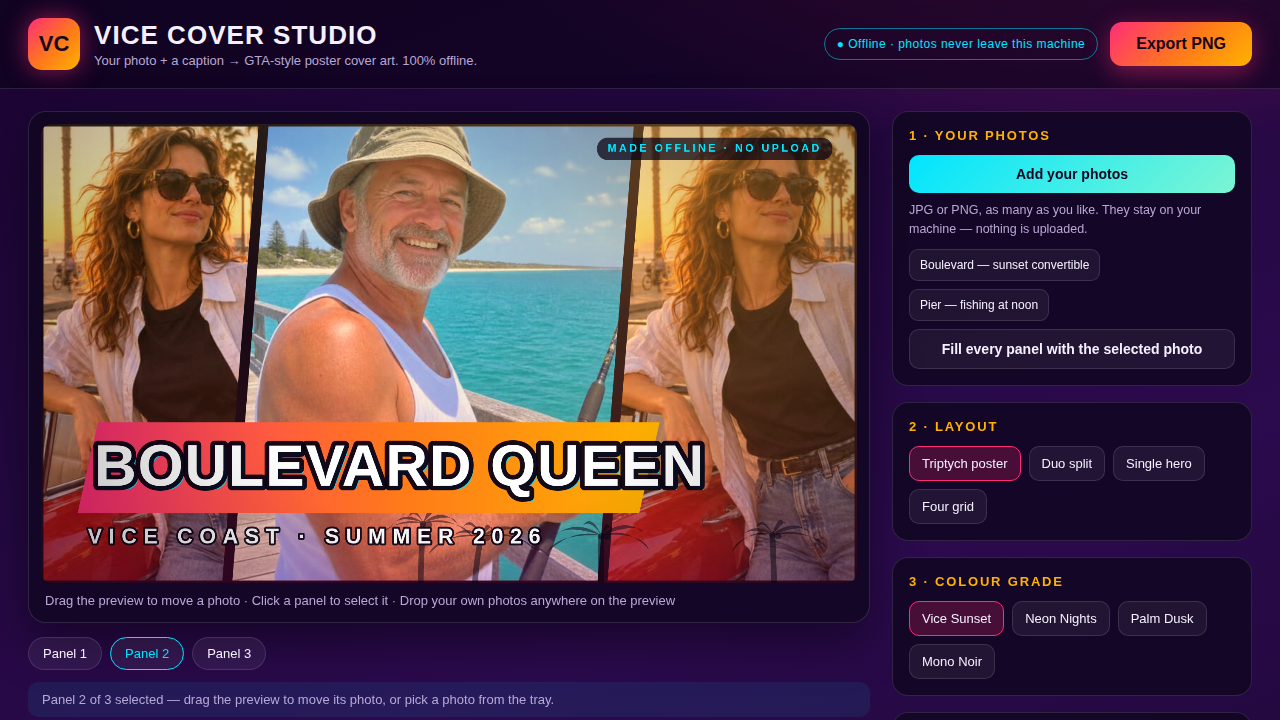 VC
VICE COVER STUDIO
Your photo + a caption → GTA-style poster cover art. 100% offline.
● Offline · photos never leave this machine
Export PNG
MADE OFFLINE · NO UPLOAD
BOULEVARD QUEEN
VICE COAST · SUMMER 2026
Drag the preview to move a photo · Click a panel to select it · Drop your own photos anywhere on the preview
Panel 1
Panel 2
Panel 3
Panel 2 of 3 selected — drag the preview to move its photo, or pick a photo from the tray.
1 · YOUR PHOTOS
Add your photos
JPG or PNG, as many as you like. They stay on your
machine — nothing is uploaded.
Boulevard — sunset convertible
Pier — fishing at noon
Fill every panel with the selected photo
2 · LAYOUT
Triptych poster
Duo split
Single hero
Four grid
3 · COLOUR GRADE
Vice Sunset
Neon Nights
Palm Dusk
Mono Noir